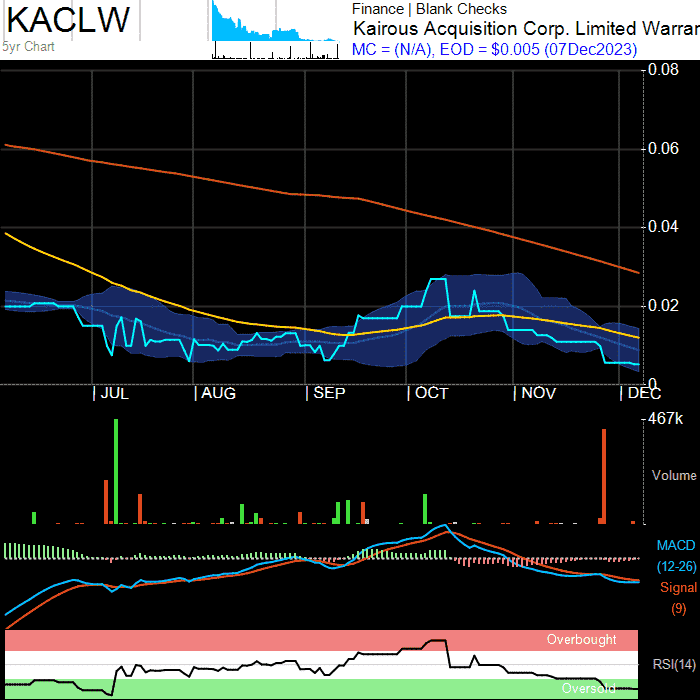 KACLW
5yr Chart
Finance | Blank Checks
Kairous Acquisition Corp. Limited Warrar
MC = (N/A), EOD = $0.005 (07Dec2023)
0.08
0.06
0.04
0.02
0
JUL AUG SEP OCT NOV DEC
467k
Volume
MACD
(12-26)
Signal
(9)
Overbought
RSI(14)
Oversold